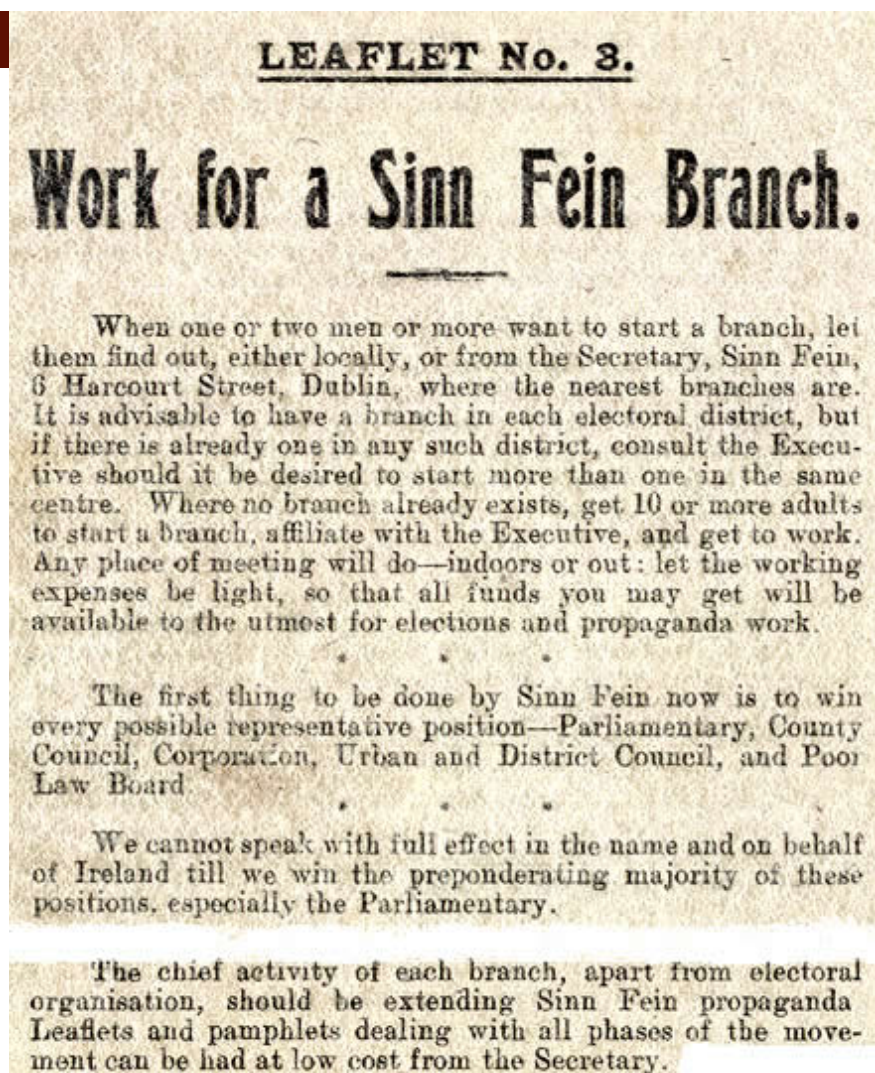 LEAFLET No. 3.
Work for a Sinn Fein Branch.
When one or two men or more want to start a branch, let
them find out, either locally, or from the Secretary, Sinn Fein,
6 Harcourt Street, Dublin, where the nearest branches are.
It is advisable to have a branch in each electoral district, but
if there is already one in any such district, consult the Execu-
tive should it be desired to start more than one in the same
centre. Where no branch already exists, get 10 or more adults
to start a branch, affiliate with the Executive, and get to work.
Any place of meeting will do—indoors or out: let the working
expenses be light, so that all funds you may get will be
available to the utmost for elections and propaganda work.
The first thing to be done by Sinn Fein now is to win
every possible representative position—Parliamentary, County
Council, Corporation, Urban and District Council, and Poor
Law Board
We cannot speak with full effect in the name and on behalf
of Ireland till we win the preponderating majority of these
positions, especially the Parliamentary.
The chief activity of each branch, apart from electoral
organisation, should be extending Sinn Fein propaganda
Leaflets and pamphlets dealing with all phases of the move-
ment can be had at low cost from the Secretary.